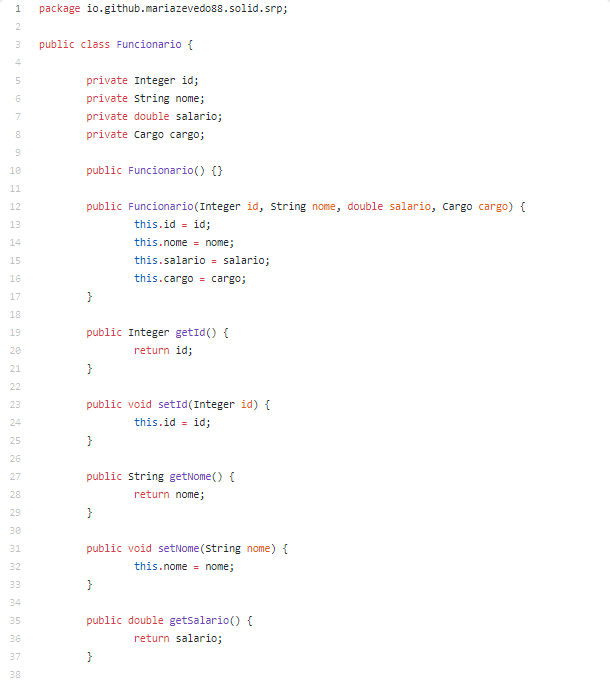 1 package io.github.mariazevedo88.solid.srp;
2
3 public class Funcionario {
4
5 private Integer id;
6 private String nome;
7 private double salario;
8 private Cargo cargo;
9
10 public Funcionario() {}
11
12 public Funcionario(Integer id, String nome, double salario, Cargo cargo) {
13 this.id = id;
14 this.nome = nome;
15 this.salario = salario;
16 this.cargo = cargo;
17 }
18
19 public Integer getId() {
20 return id;
21 }
22
23 public void setId(Integer id) {
24 this.id = id;
25 }
26
27 public String getNome() {
28 return nome;
29 }
30
31 public void setNome(String nome) {
32 this.nome = nome;
33 }
34
35 public double getSalario() {
36 return salario;
37 }
38